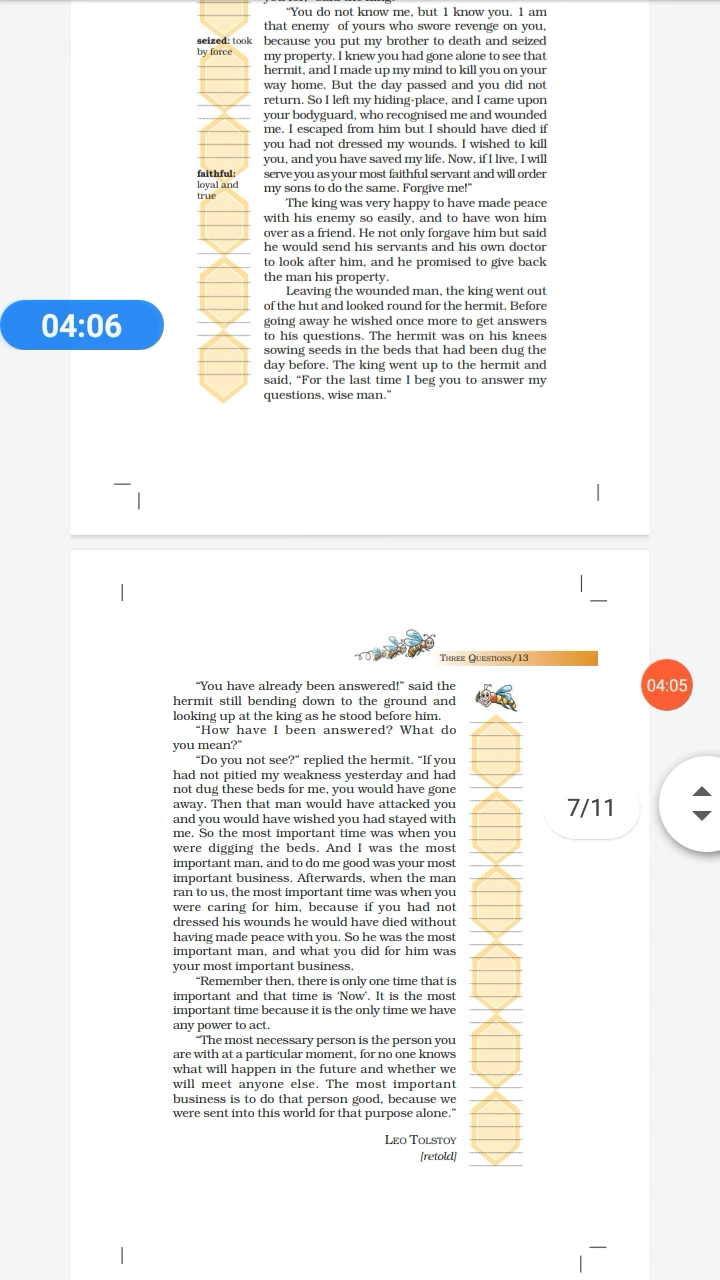 "You do not know me, but 1 know you. 1 am
that enemy of yours who swore revenge on you,
seized: took
by force
because you put my brother to death and seized
my property. I knew you had gone alone to see that
hermit, and I made up my mind to kill you on your
way home. But the day passed and you did not
return. So I left my hiding-place, and I came upon
your bodyguard, who recognised me and wounded
me. I escaped from him but I should have died if
you had not dressed my wounds. I wished to kill
you, and you have saved my life. Now, if I live, I will
faithful:
loyal and
true
serve you as your most faithful servant and will order
my sons to do the same. Forgive me!"
The king was very happy to have made peace
with his enemy so easily, and to have won him
over as a friend. He not only forgave him but said
he would send his servants and his own doctor
to look after him, and he promised to give back
the man his property.
Leaving the wounded man, the king went out
of the hut and looked round for the hermit. Before
going away he wished once more to get answers
to his questions. The hermit was on his knees
sowing seeds in the beds that had been dug the
day before. The king went up to the hermit and
said, "For the last time I beg you to answer my
questions, wise man."
04:06
THREE QUESTIONS/13
04:05
7/11
"You have already been answered!" said the
hermit still bending down to the ground and
looking up at the king as he stood before him.
"How have I been answered? What do
you mean?"
"Do you not see?" replied the hermit. "If you
had not pitied my weakness yesterday and had
not dug these beds for me, you would have gone
away. Then that man would have attacked you
and you would have wished you had stayed with
me. So the most important time was when you
were digging the beds. And I was the most
important man, and to do me good was your most
important business. Afterwards, when the man
ran to us, the most important time was when you
were caring for him, because if you had not
dressed his wounds he would have died without
having made peace with you. So he was the most
important man, and what you did for him was
your most important business.
"Remember then, there is only one time that is
important and that time is 'Now'. It is the most
important time because it is the only time we have
any power to act.
"The most necessary person is the person you
are with at a particular moment, for no one knows
what will happen in the future and whether we
will meet anyone else. The most important
business is to do that person good, because we
were sent into this world for that purpose alone."
LEO TOLSTOY
[retold]